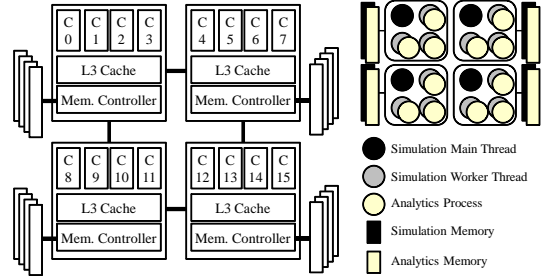 C 0 C 1 C 2 C 3
L3 Cache
Mem. Controller
C 4 C 5 C 6 C 7
L3 Cache
Mem. Controller
C 8 C 9 C 10 C 11
L3 Cache
Mem. Controller
C 12 C 13 C 14 C 15
L3 Cache
Mem. Controller
Simulation Main Thread
Simulation Worker Thread
Analytics Process
Simulation Memory
Analytics Memory